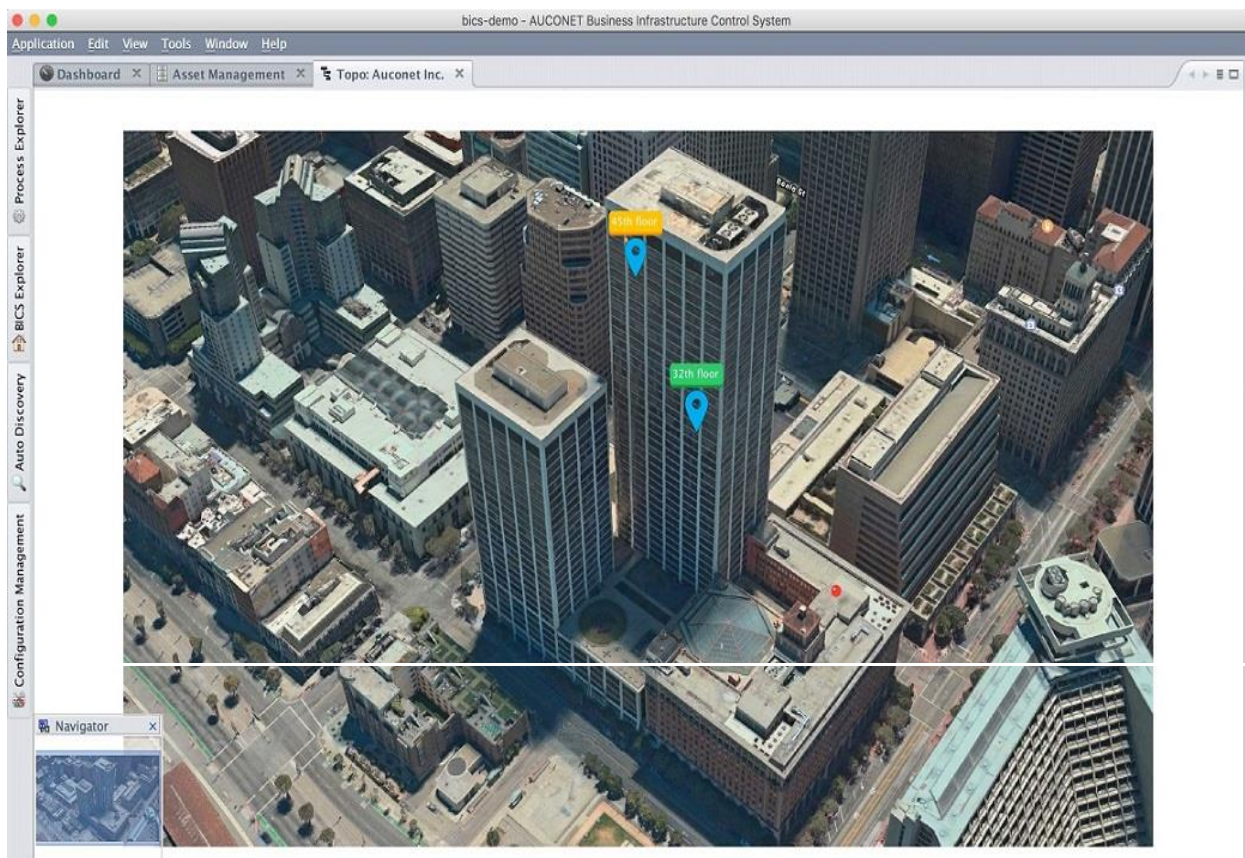 bics-demo - AUCONET Business Infrastructure Control System
Application Edit View Tools Window Help
Dashboard Asset Management Topo: Auconet Inc.
Process Explorer
BICS Explorer
Auto Discovery
Configuration Management
45th floor
32th floor
Navigator